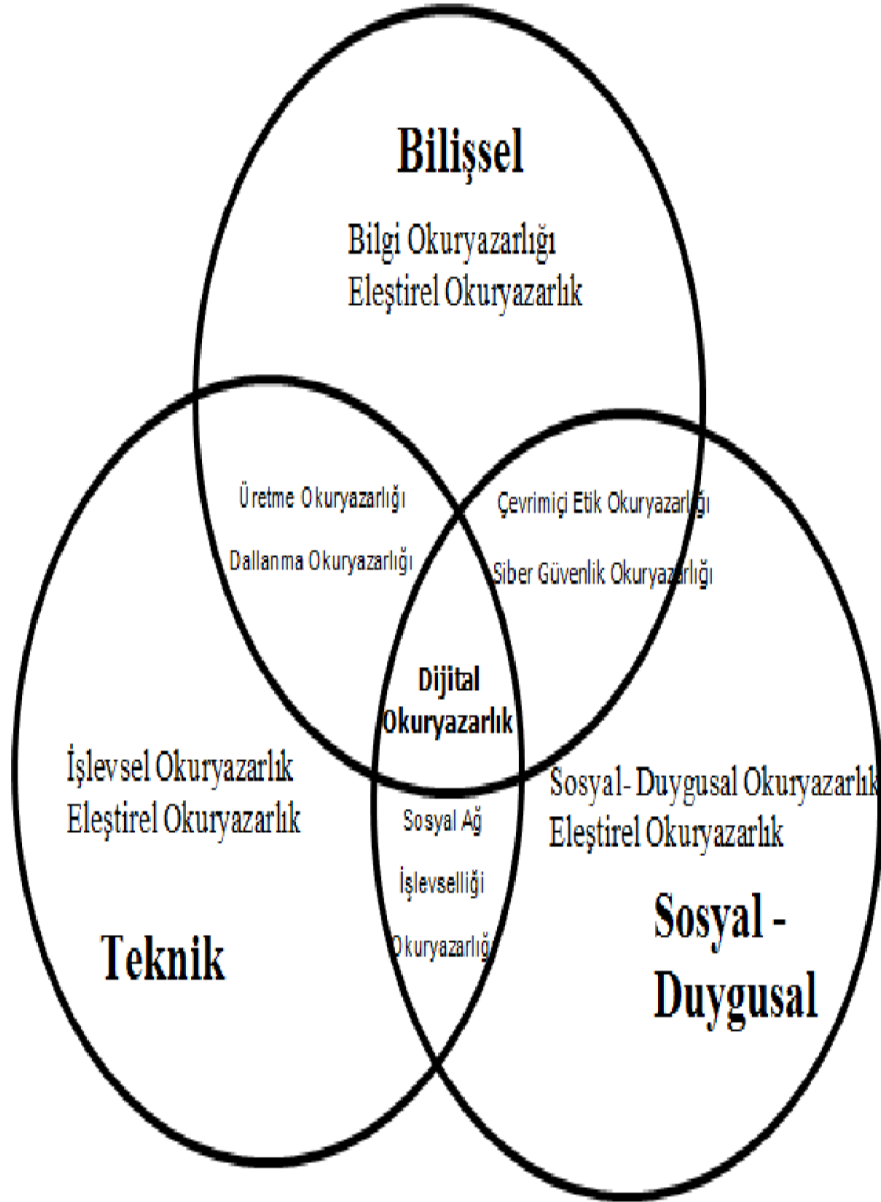 Bilişsel
Bilgi Okuryazarlığı
Eleştirel Okuryazarlık
Üretme Okuryazarlığı
Dallanma Okuryazarlığı
Çevrimiçi Etik Okuryazarlığı
Siber Güvenlik Okuryazarlığı
Dijital
Okuryazarlık
İşlevsel Okuryazarlık
Eleştirel Okuryazarlık
Teknik
Sosyal Ağ
İşlevselliği
Okuryazarlığı
Sosyal- Duygusal Okuryazarlık
Eleştirel Okuryazarlık
Sosyal -
Duygusal